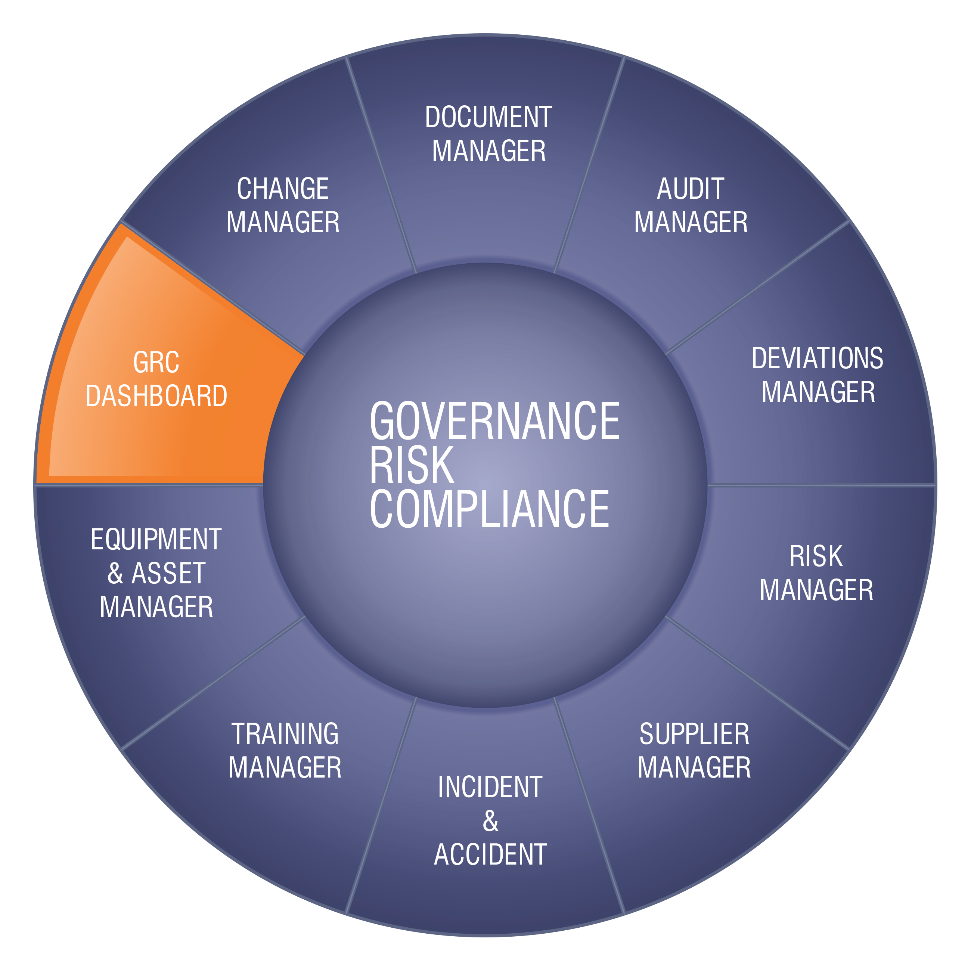 DOCUMENT
MANAGER
AUDIT
MANAGER
DEVIATIONS
MANAGER
RISK
MANAGER
SUPPLIER
MANAGER
INCIDENT
&
ACCIDENT
TRAINING
MANAGER
EQUIPMENT
& ASSET
MANAGER
GRC
DASHBOARD
CHANGE
MANAGER
GOVERNANCE
RISK
COMPLIANCE